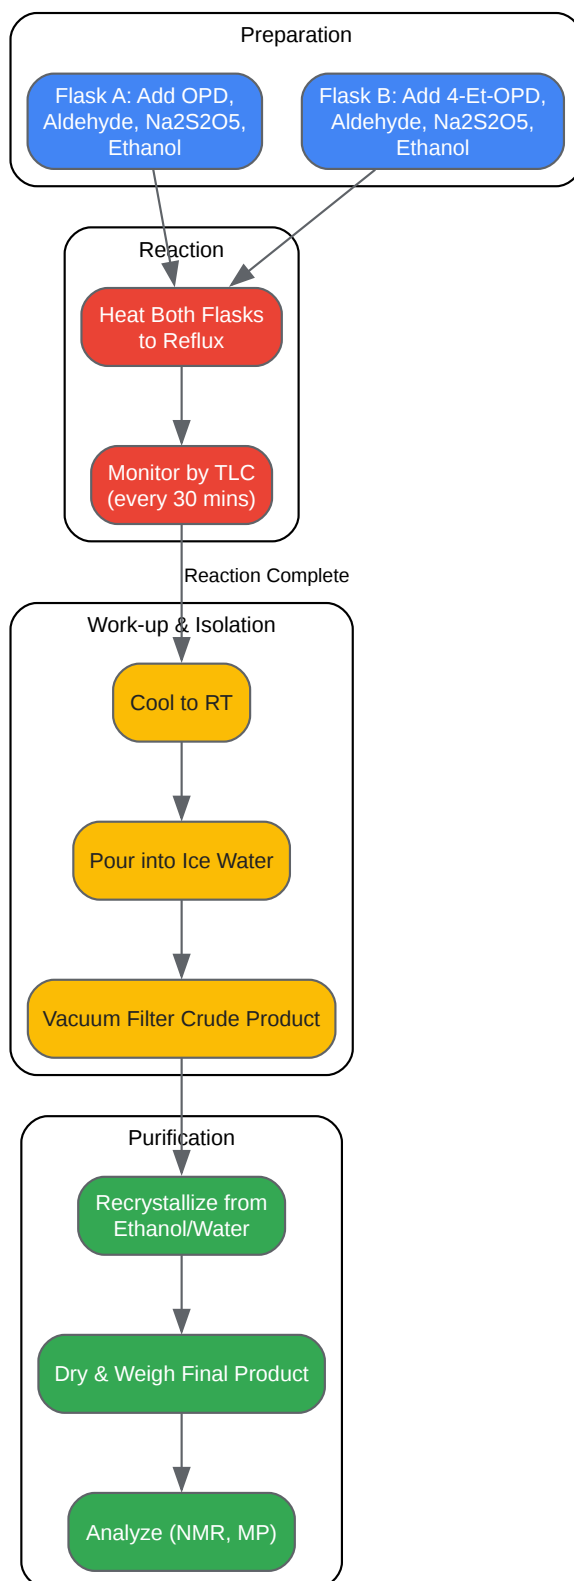 Preparation
Flask A: Add OPD,
Aldehyde, Na2S2O5,
Ethanol
Flask B: Add 4-Et-OPD,
Aldehyde, Na2S2O5,
Ethanol
Reaction
Heat Both Flasks
to Reflux
Monitor by TLC
(every 30 mins)
Reaction Complete
Work-up & Isolation
Cool to RT
Pour into Ice Water
Vacuum Filter Crude Product
Purification
Recrystallize from
Ethanol/Water
Dry & Weigh Final Product
Analyze (NMR, MP)